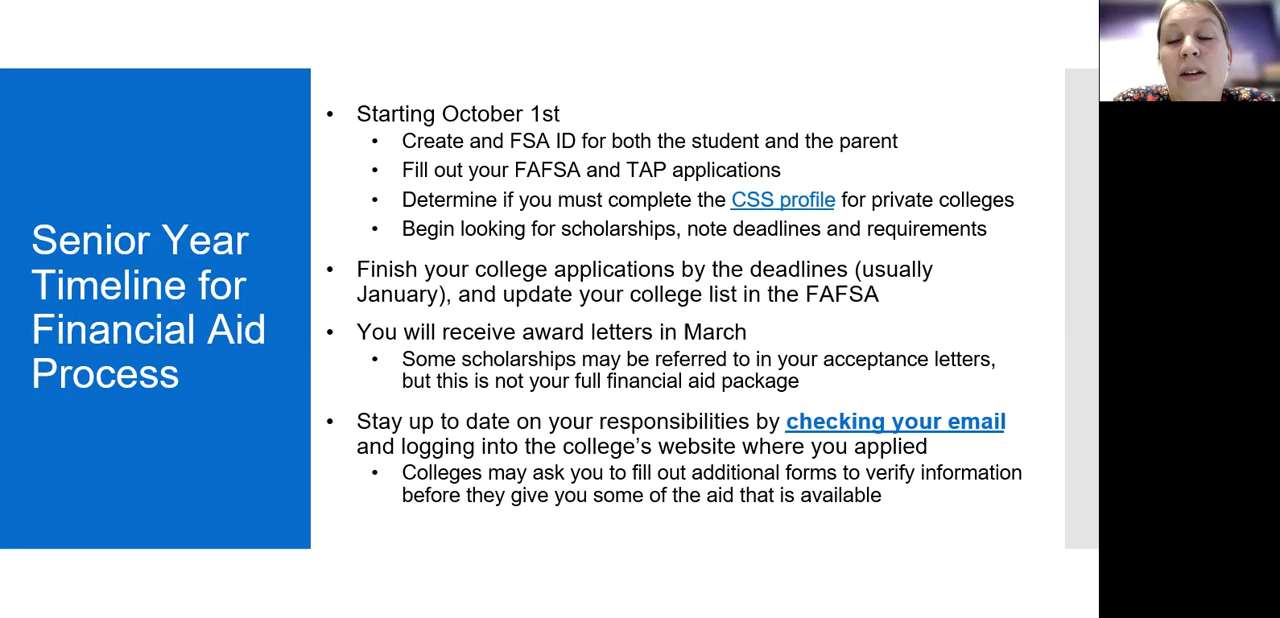 Senior Year
Timeline for
Financial Aid
Process
• Starting October 1st
• Create and FSA ID for both the student and the parent
• Fill out your FAFSA and TAP applications
• Determine if you must complete the CSS profile for private colleges
• Begin looking for scholarships, note deadlines and requirements
• Finish your college applications by the deadlines (usually
January), and update your college list in the FAFSA
• You will receive award letters in March
• Some scholarships may be referred to in your acceptance letters,
but this is not your full financial aid package
• Stay up to date on your responsibilities by checking your email
and logging into the college’s website where you applied
• Colleges may ask you to fill out additional forms to verify information
before they give you some of the aid that is available